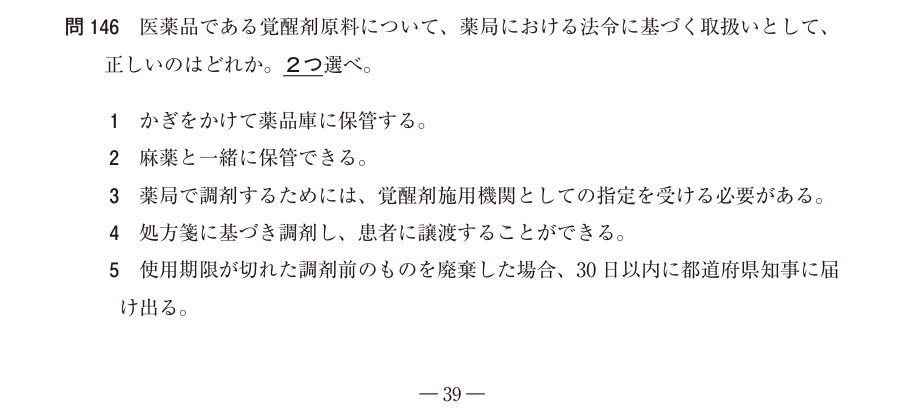 問 146 医薬品である覚醒剤原料について、薬局における法令に基づく取扱いとして、
正しいのはどれか。2つ選べ。
1 かぎをかけて薬品庫に保管する。
2 麻薬と一緒に保管できる。
3 薬局で調剤するためには、覚醒剤施用機関としての指定を受ける必要がある。
4 処方箋に基づき調剤し、患者に譲渡することができる。
5 使用期限が切れた調剤前のものを廃棄した場合、30 日以内に都道府県知事に届
け出る。
— 39 —